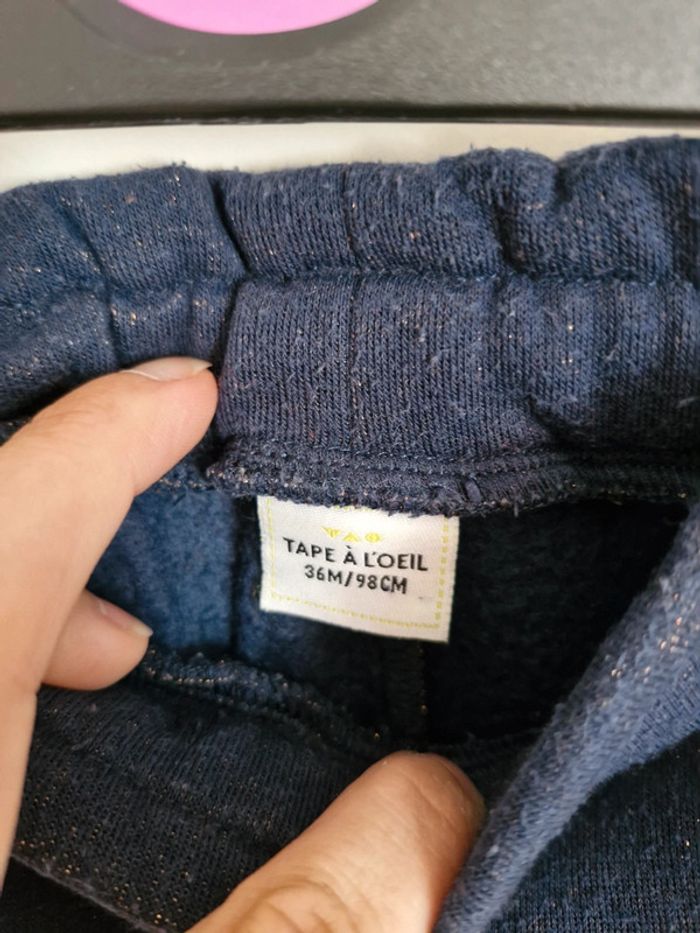 TAO
TAPE À L'OEIL
36M/98CM